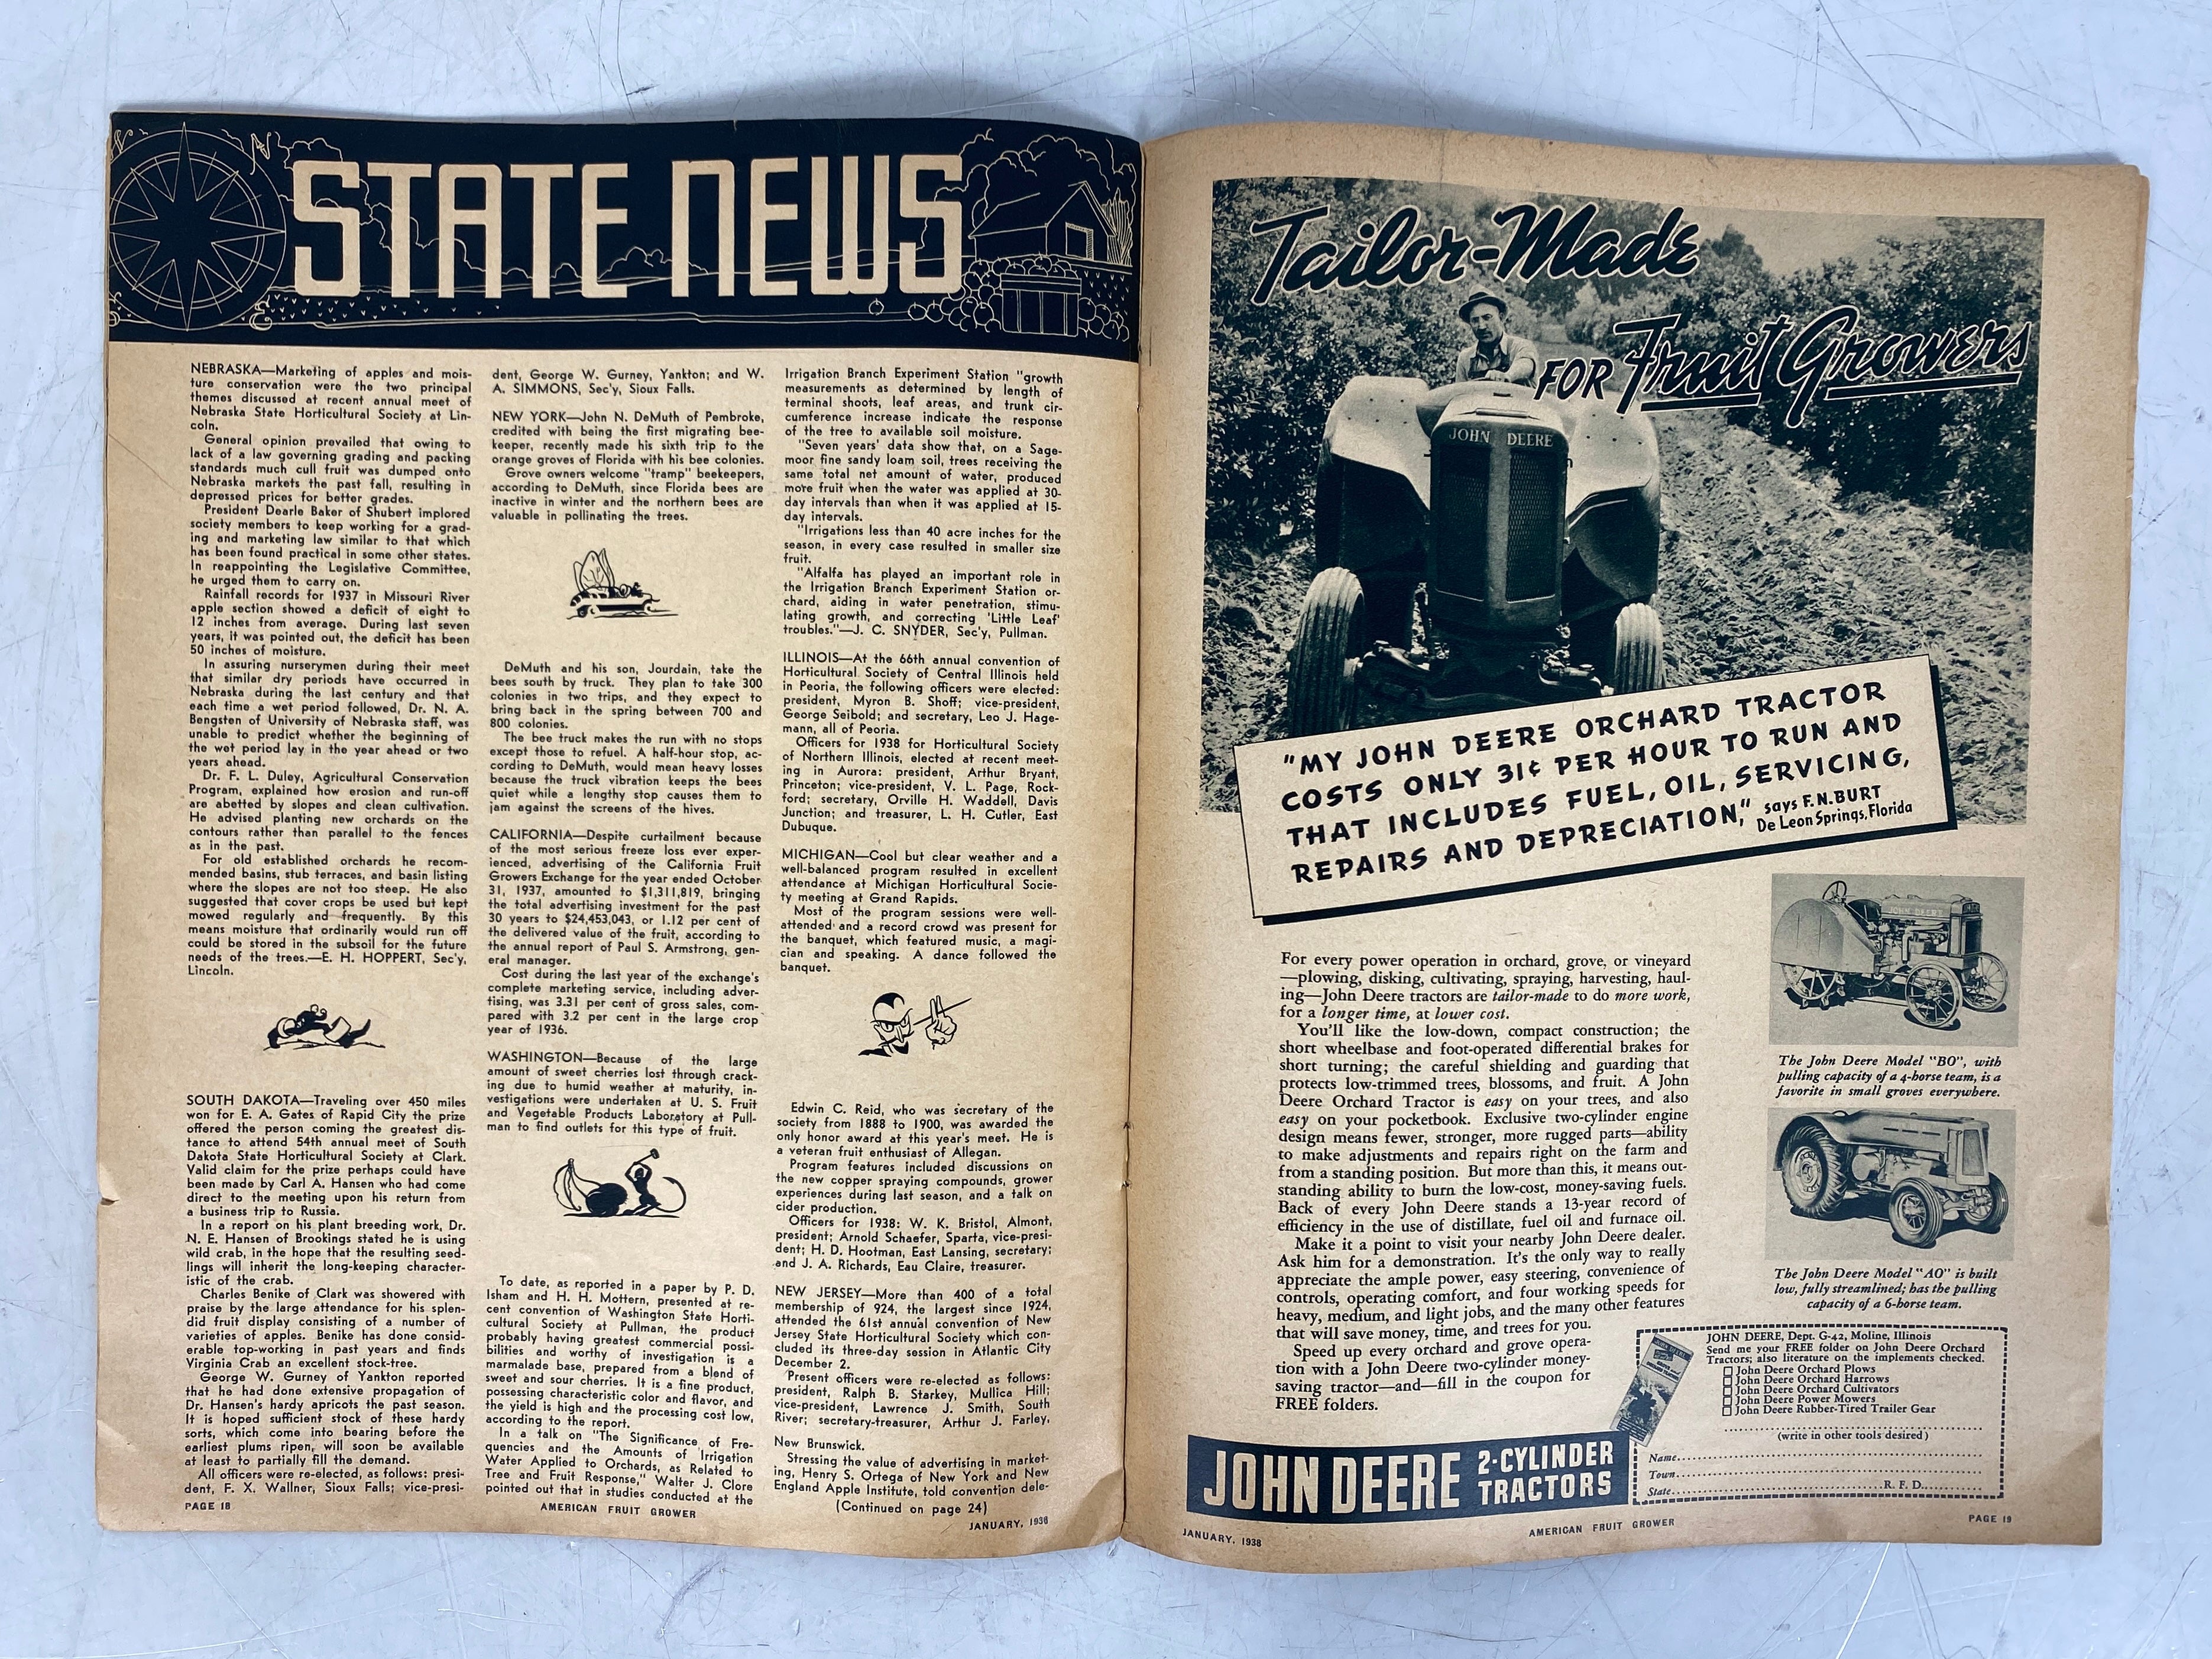 STATE NEWS
NEBRASKA—Marketing of apples and mois-
ture conservation were the two principal
themes discussed at recent annual meet of
Nebraska State Horticultural Society at Lin-
coln.
General opinion prevailed that owing to
lack of a law governing grading and packing
standards much cull fruit was dumped onto
Nebraska markets the past fall, resulting in
depressed prices for better grades.
President Dearle Baker of Shubert implored
society members to keep working for a grad-
ing and marketing law similar to that which
has been found practical in some other states.
In reappointing the Legislative Committee,
he urged them to carry on.
Rainfall records for 1937 in Missouri River
apple section showed a deficit of eight to
12 inches from average. During last seven
years, it was pointed out, the deficit has been
50 inches of moisture.
In assuring nurserymen during their meet
that similar dry periods have occurred in
Nebraska during the last century and that
each time a wet period followed, Dr. N. A.
Bengsten of University of Nebraska staff, was
unable to predict whether the beginning of
the wet period lay in the year ahead or two
years ahead.
Dr. F. L. Duley, Agricultural Conservation
Program, explained how erosion and run-off
are abetted by slopes and clean cultivation.
He advised planting new orchards on the
contours rather than parallel to the fences
as in the past.
For old established orchards he recom-
mended basins, stub terraces, and basin listing
where the slopes are not too steep. He also
suggested that cover crops be used but kept
mowed regularly and frequently. By this
means moisture that ordinarily would run off
could be stored in the subsoil for the future
needs of the trees.—E. H. HOPPERT, Sec'y,
Lincoln.
SOUTH DAKOTA—Traveling over 450 miles
won for E. A. Gates of Rapid City the prize
offered the person coming the greatest dis-
tance to attend 54th annual meet of South
Dakota State Horticultural Society at Clark.
Valid claim for the prize perhaps could have
been made by Carl A. Hansen who had come
direct to the meeting upon his return from
a business trip to Russia.
In a report on his plant breeding work, Dr.
N. E. Hansen of Brookings stated he is using
wild crab, in the hope that the resulting seed-
lings will inherit the long-keeping character-
istic of the crab.
Charles Benike of Clark was showered with
praise by the large attendance for his splen-
did fruit display consisting of a number of
varieties of apples. Benike has done consid-
erable top-working in past years and finds
Virginia Crab an excellent stock-tree.
George W. Gurney of Yankton reported
that he had done extensive propagation of
Dr. Hansen's hardy apricots the past season.
It is hoped sufficient stock of these hardy
sorts, which come into bearing before the
earliest plums ripen, will soon be available
at least to partially fill the demand.
All officers were re-elected, as follows: presi-
dent, F. X. Wallner, Sioux Falls; vice-presi-
dent, George W. Gurney, Yankton; and W.
A. SIMMONS, Sec'y, Sioux Falls.
NEW YORK—John N. DeMuth of Pembroke,
credited with being the first migrating bee-
keeper, recently made his sixth trip to the
orange groves of Florida with his bee colonies.
Grove owners welcome "tramp" beekeepers,
according to DeMuth, since Florida bees are
inactive in winter and the northern bees are
valuable in pollinating the trees.
DeMuth and his son, Jourdain, take the
bees south by truck. They plan to take 300
colonies in two trips, and they expect to
bring back in the spring between 700 and
800 colonies.
The bee truck makes the run with no stops
except those to refuel. A half-hour stop, ac-
cording to DeMuth, would mean heavy losses
because the truck vibration keeps the bees
quiet while a lengthy stop causes them to
jam against the screens of the hives.
CALIFORNIA—Despite curtailment because
of the most serious freeze loss ever exper-
ienced, advertising of the California Fruit
Growers Exchange for the year ended October
31, 1937, amounted to $1,311,819, bringing
the total advertising investment for the past
30 years to $24,453,043, or 1.12 per cent of
the delivered value of the fruit, according to
the annual report of Paul S. Armstrong, gen-
eral manager.
Cost during the last year of the exchange's
complete marketing service, including adver-
tising, was 3.31 per cent of gross sales, com-
pared with 3.2 per cent in the large crop
year of 1936.
WASHINGTON—Because of the large
amount of sweet cherries lost through crack-
ing due to humid weather at maturity, in-
vestigations were undertaken at U. S. Fruit
and Vegetable Products Laboratory at Pull-
man to find outlets for this type of fruit.
To date, as reported in a paper by P. D.
Isham and H. H. Mottern, presented at re-
cent convention of Washington State Horti-
cultural Society at Pullman, the product
probably having greatest commercial possi-
bilities and worthy of investigation is a
marmalade base, prepared from a blend of
sweet and sour cherries. It is a fine product,
possessing characteristic color and flavor, and
the yield is high and the processing cost low,
according to the report.
In a talk on "The Significance of Fre-
quencies and the Amounts of Irrigation
Water Applied to Orchards, as Related to
Tree and Fruit Response," Walter J. Clore
pointed out that in studies conducted at the
Irrigation Branch Experiment Station "growth
measurements as determined by length of
terminal shoots, leaf areas, and trunk cir-
cumference increase indicate the response
of the tree to available soil moisture.
"Seven years' data show that, on a Sage-
moor fine sandy loam soil, trees receiving the
same total net amount of water, produced
more fruit when the water was applied at 30-
day intervals than when it was applied at 15-
day intervals.
"Irrigations less than 40 acre inches for the
season, in every case resulted in smaller size
fruit.
"Alfalfa has played an important role in
the Irrigation Branch Experiment Station or-
chard, aiding in water penetration, stimu-
lating growth, and correcting 'Little Leaf'
troubles."—J. C. SNYDER, Sec'y, Pullman.
ILLINOIS—At the 66th annual convention of
Horticultural Society of Central Illinois held
in Peoria, the following officers were elected:
president, Myron B. Shoff; vice-president,
George Seibold; and secretary, Leo J. Hage-
mann, all of Peoria.
Officers for 1938 for Horticultural Society
of Northern Illinois, elected at recent meet-
ing in Aurora: president, Arthur Bryant,
Princeton; vice-president, V. L. Page, Rock-
ford; secretary, Orville H. Waddell, Davis
Junction; and treasurer, L. H. Cutler, East
Dubuque.
MICHIGAN—Cool but clear weather and a
well-balanced program resulted in excellent
attendance at Michigan Horticultural Socie-
ty meeting at Grand Rapids.
Most of the program sessions were well-
attended and a record crowd was present for
the banquet, which featured music, a magi-
cian and speaking. A dance followed the
banquet.
Edwin C. Reid, who was secretary of the
society from 1888 to 1900, was awarded the
only honor award at this year's meet. He is
a veteran fruit enthusiast of Allegan.
Program features included discussions on
the new copper spraying compounds, grower
experiences during last season, and a talk on
cider production.
Officers for 1938: W. K. Bristol, Almont,
president; Arnold Schaefer, Sparta, vice-presi-
dent; H. D. Hootman, East Lansing, secretary;
and J. A. Richards, Eau Claire, treasurer.
NEW JERSEY—More than 400 of a total
membership of 924, the largest since 1924,
attended the 61st annual convention of New
Jersey State Horticultural Society which con-
cluded its three-day session in Atlantic City
December 2.
Present officers were re-elected as follows:
president, Ralph B. Starkey, Mullica Hill;
vice-president, Lawrence J. Smith, South
River; secretary-treasurer, Arthur J. Farley,
New Brunswick.
Stressing the value of advertising in market-
ing, Henry S. Ortega of New York and New
England Apple Institute, told convention dele-
(Continued on page 24)
PAGE 18
AMERICAN FRUIT GROWER
JANUARY, 1938
Tailor-Made
FOR Fruit Growers
JOHN DEERE
"MY JOHN DEERE ORCHARD TRACTOR
COSTS ONLY 31¢ PER HOUR TO RUN AND
THAT INCLUDES FUEL, OIL, SERVICING,
REPAIRS AND DEPRECIATION," says F. N. BURT
De Leon Springs, Florida
For every power operation in orchard, grove, or vineyard
—plowing, disking, cultivating, spraying, harvesting, haul-
ing—John Deere tractors are tailor-made to do more work,
for a longer time, at lower cost.
You'll like the low-down, compact construction; the
short wheelbase and foot-operated differential brakes for
short turning; the careful shielding and guarding that
protects low-trimmed trees, blossoms, and fruit. A John
Deere Orchard Tractor is easy on your trees, and also
easy on your pocketbook. Exclusive two-cylinder engine
design means fewer, stronger, more rugged parts—ability
to make adjustments and repairs right on the farm and
from a standing position. But more than this, it means out-
standing ability to burn the low-cost, money-saving fuels.
Back of every John Deere stands a 13-year record of
efficiency in the use of distillate, fuel oil and furnace oil.
Make it a point to visit your nearby John Deere dealer.
Ask him for a demonstration. It's the only way to really
appreciate the ample power, easy steering, convenience of
controls, operating comfort, and four working speeds for
heavy, medium, and light jobs, and the many other features
that will save money, time, and trees for you.
Speed up every orchard and grove opera-
tion with a John Deere two-cylinder money-
saving tractor—and—fill in the coupon for
FREE folders.
The John Deere Model "BO", with
pulling capacity of a 4-horse team, is a
favorite in small groves everywhere.
The John Deere Model "AO" is built
low, fully streamlined; has the pulling
capacity of a 6-horse team.
JOHN DEERE 2-CYLINDER
TRACTORS
JOHN DEERE, Dept. G-42, Moline, Illinois
Send me your FREE folder on John Deere Orchard
Tractors; also literature on the implements checked.
☐ John Deere Orchard Plows
☐ John Deere Orchard Harrows
☐ John Deere Orchard Cultivators
☐ John Deere Power Mowers
☐ John Deere Rubber-Tired Trailer Gear
(write in other tools desired)
Name
Town
State R. F. D.
JANUARY, 1938
AMERICAN FRUIT GROWER
PAGE 19